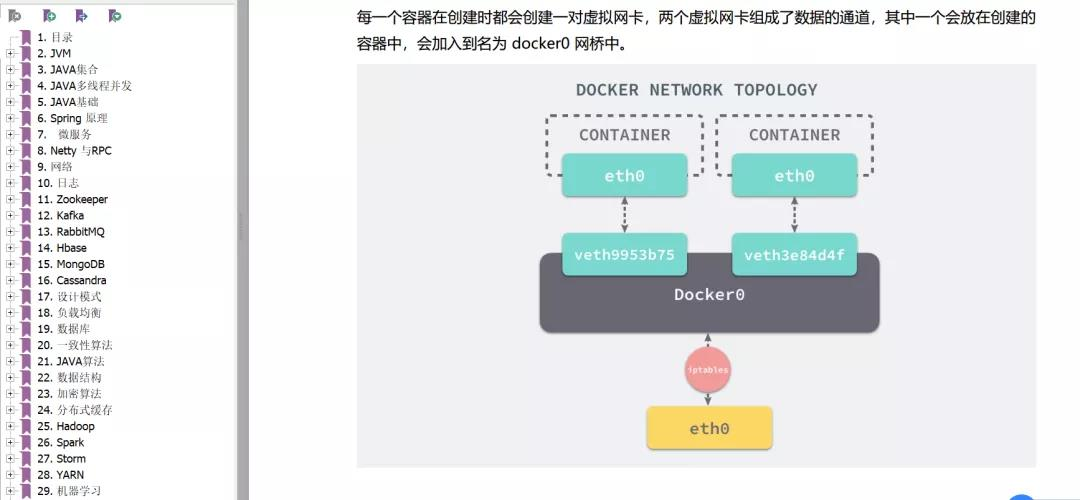 1. 目录
2. JVM
3. JAVA集合
4. JAVA多线程并发
5. JAVA基础
6. Spring 原理
7. 微服务
8. Netty 与RPC
9. 网络
10. 日志
11. Zookeeper
12. Kafka
13. RabbitMQ
14. Hbase
15. MongoDB
16. Cassandra
17. 设计模式
18. 负载均衡
19. 数据库
20. 一致性算法
21. JAVA算法
22. 数据结构
23. 加密算法
24. 分布式缓存
25. Hadoop
26. Spark
27. Storm
28. YARN
29. 机器学习
每一个容器在创建时都会创建一对虚拟网卡，两个虚拟网卡组成了数据的通道，其中一个会放在创建的
容器中，会加入到名为 docker0 网桥中。
DOCKER NETWORK TOPOLOGY
CONTAINER CONTAINER
eth0 eth0
veth9953b75 veth3e84d4f
Docker0
iptables
eth0